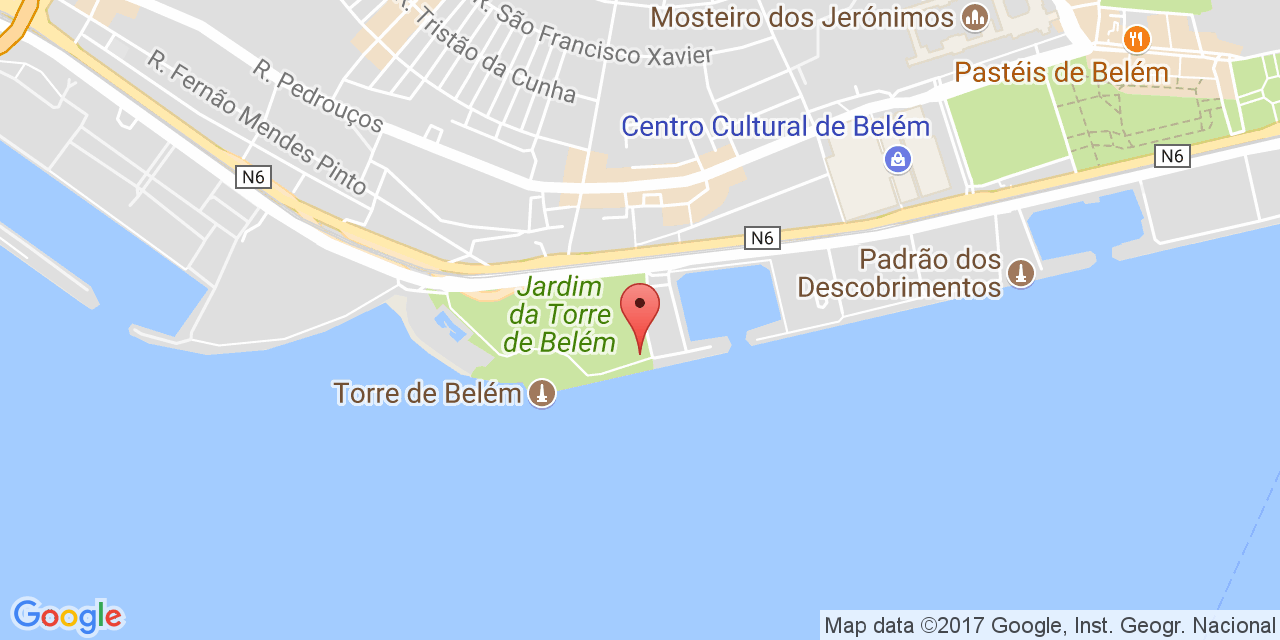 Mosteiro dos Jerónimos
R. São Francisco Xavier
R. Tristão da Cunha
Pastéis de Belém
R. Pedrouços
R. Fernão Mendes Pinto
Centro Cultural de Belém
N6
N6
N6
Padrão dos
Descobrimentos
Jardim
da Torre
de Belém
Torre de Belém
Google
Map data ©2017 Google, Inst. Geogr. Nacional